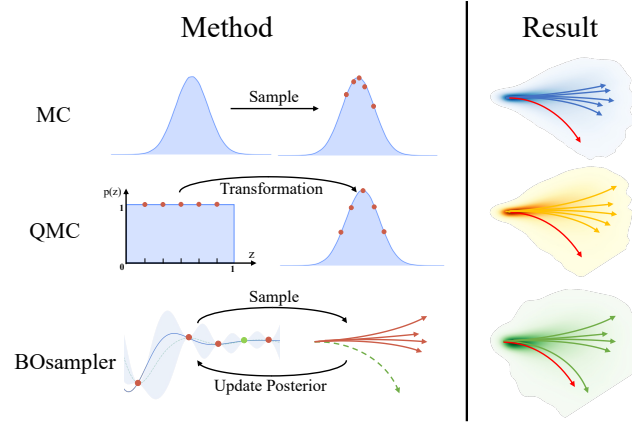 Method
Result
MC
Sample
QMC
p(z)
1
Transformation
0
1
z
BOsampler
Sample
Update Posterior